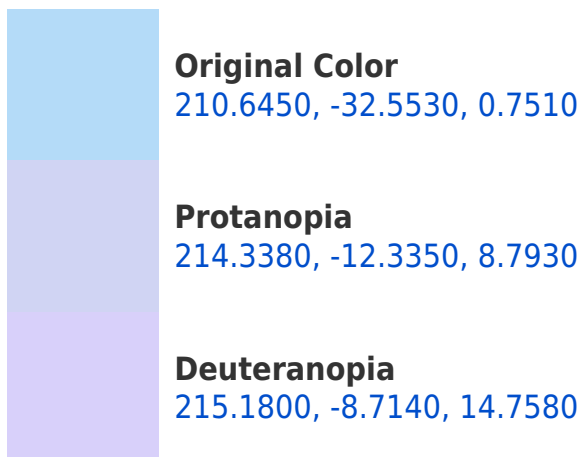 Original Color
210.6450, -32.5530, 0.7510
Protanopia
214.3380, -12.3350, 8.7930
Deuteranopia
215.1800, -8.7140, 14.7580